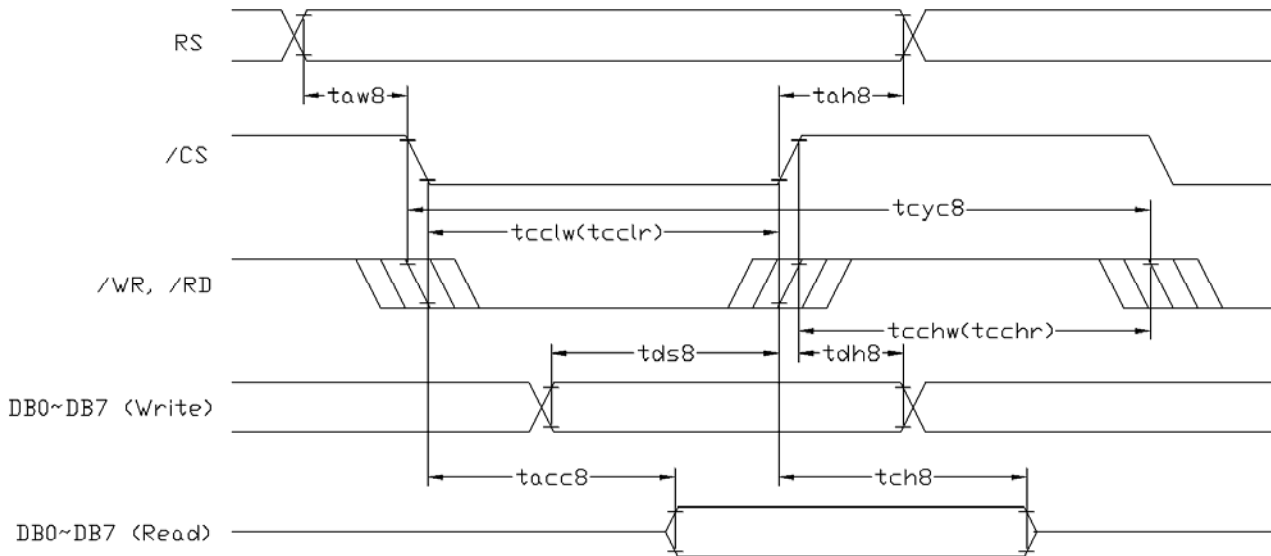 RS
taw8
tah8
/CS
tcyc8
tcclw(tcclr)
/WR, /RD
tcchw(tcchr)
tds8
tdh8
DB0~DB7 (Write)
tacc8
tch8
DB0~DB7 (Read)